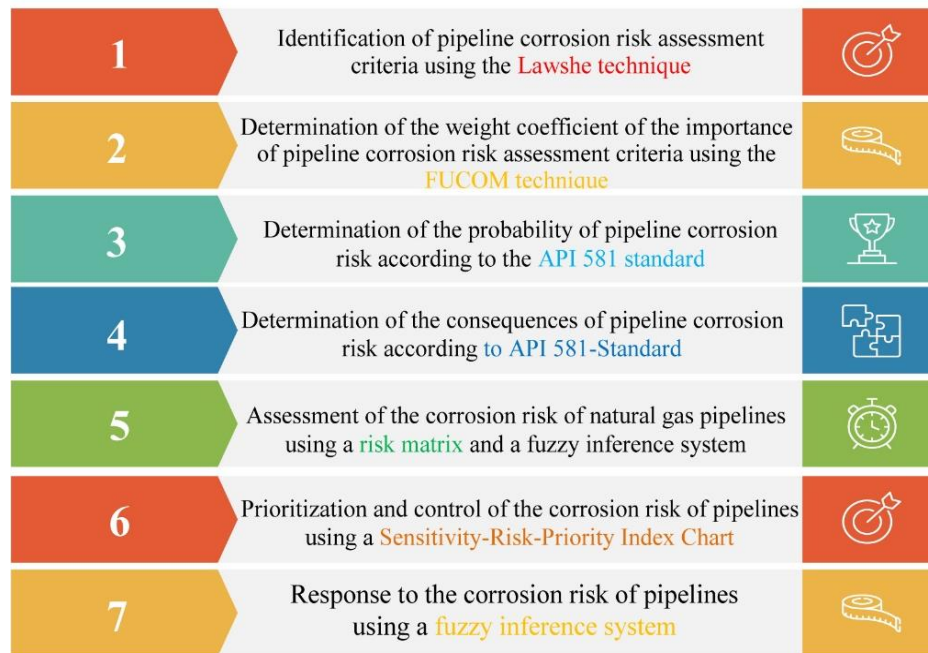 1
Identification of pipeline corrosion risk assessment
criteria using the Lawshe technique
2
Determination of the weight coefficient of the importance
of pipeline corrosion risk assessment criteria using the
FUCOM technique
3
Determination of the probability of pipeline corrosion
risk according to the API 581 standard
4
Determination of the consequences of pipeline corrosion
risk according to API 581-Standard
5
Assessment of the corrosion risk of natural gas pipelines
using a risk matrix and a fuzzy inference system
6
Prioritization and control of the corrosion risk of pipelines
using a Sensitivity-Risk-Priority Index Chart
7
Response to the corrosion risk of pipelines
using a fuzzy inference system